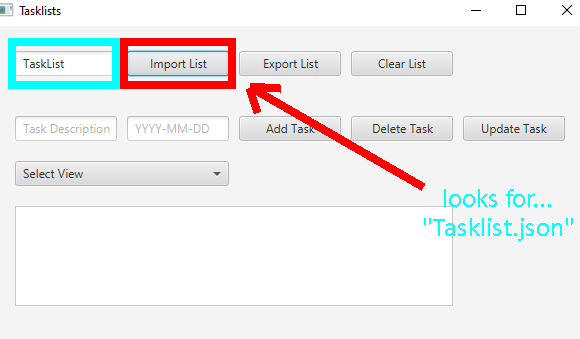 Tasklists
TaskList Import List Export List Clear List
Task Description YYYY-MM-DD Add Task Delete Task Update Task
Select View
looks for...
"Tasklist.json"